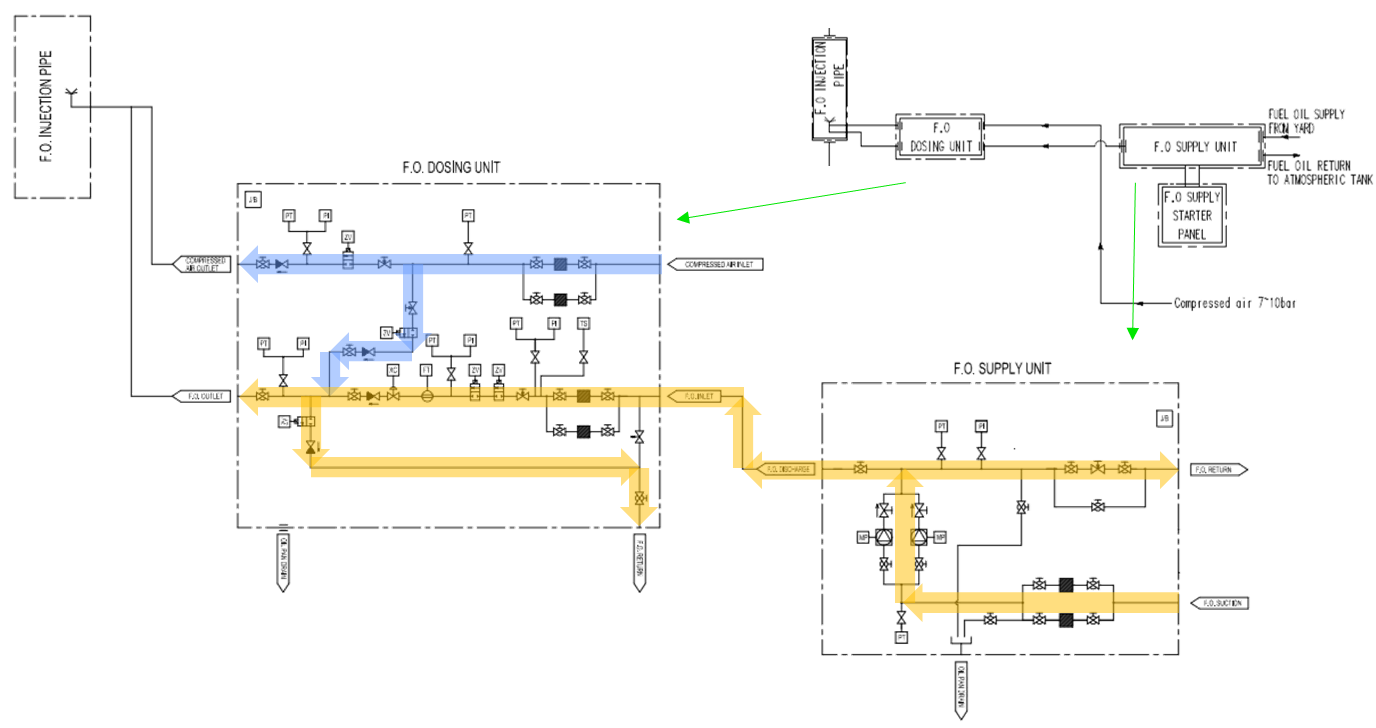 F.O. INJECTION PIPE
F.O INJECTION
PIPE
F.O
DOSING UNIT
FUEL OIL SUPPLY
FROM YARD
F.O SUPPLY UNIT
FUEL OIL RETURN
TO ATMOSPHERIC TANK
F.O SUPPLY
STARTER
PANEL
Compressed air 7~10bar
F.O. DOSING UNIT
J/B
PT
PI
ZV
PT
COMPRESSED
AIR OUTLET
COMPRESSED AIR INLET
ZV
PT
PI
PT
PI
PT
PI
TS
FT
ZV
F.O. OUTLET
F.O. INLET
OIL PAN DRAIN
F.O. RETURN
F.O. SUPPLY UNIT
J/B
PT
PI
F.O. DISCHARGE
F.O. RETURN
MP
MP
F.O. SUCTION
PT
OIL PAN DRAIN